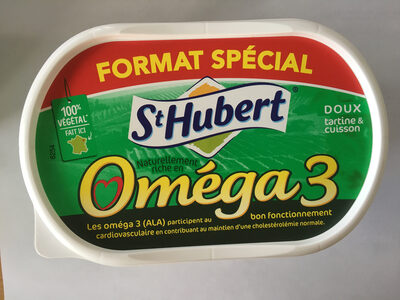 FORMAT SPÉCIAL
100%
VÉGÉTAL*
FAIT ICI
St Hubert®
DOUX
tartine &
cuisson
6254
Naturellement
riche en
Oméga 3
Les oméga 3 (ALA) participent au bon fonctionnement
cardiovasculaire en contribuant au maintien d'une cholestérolémie normale.